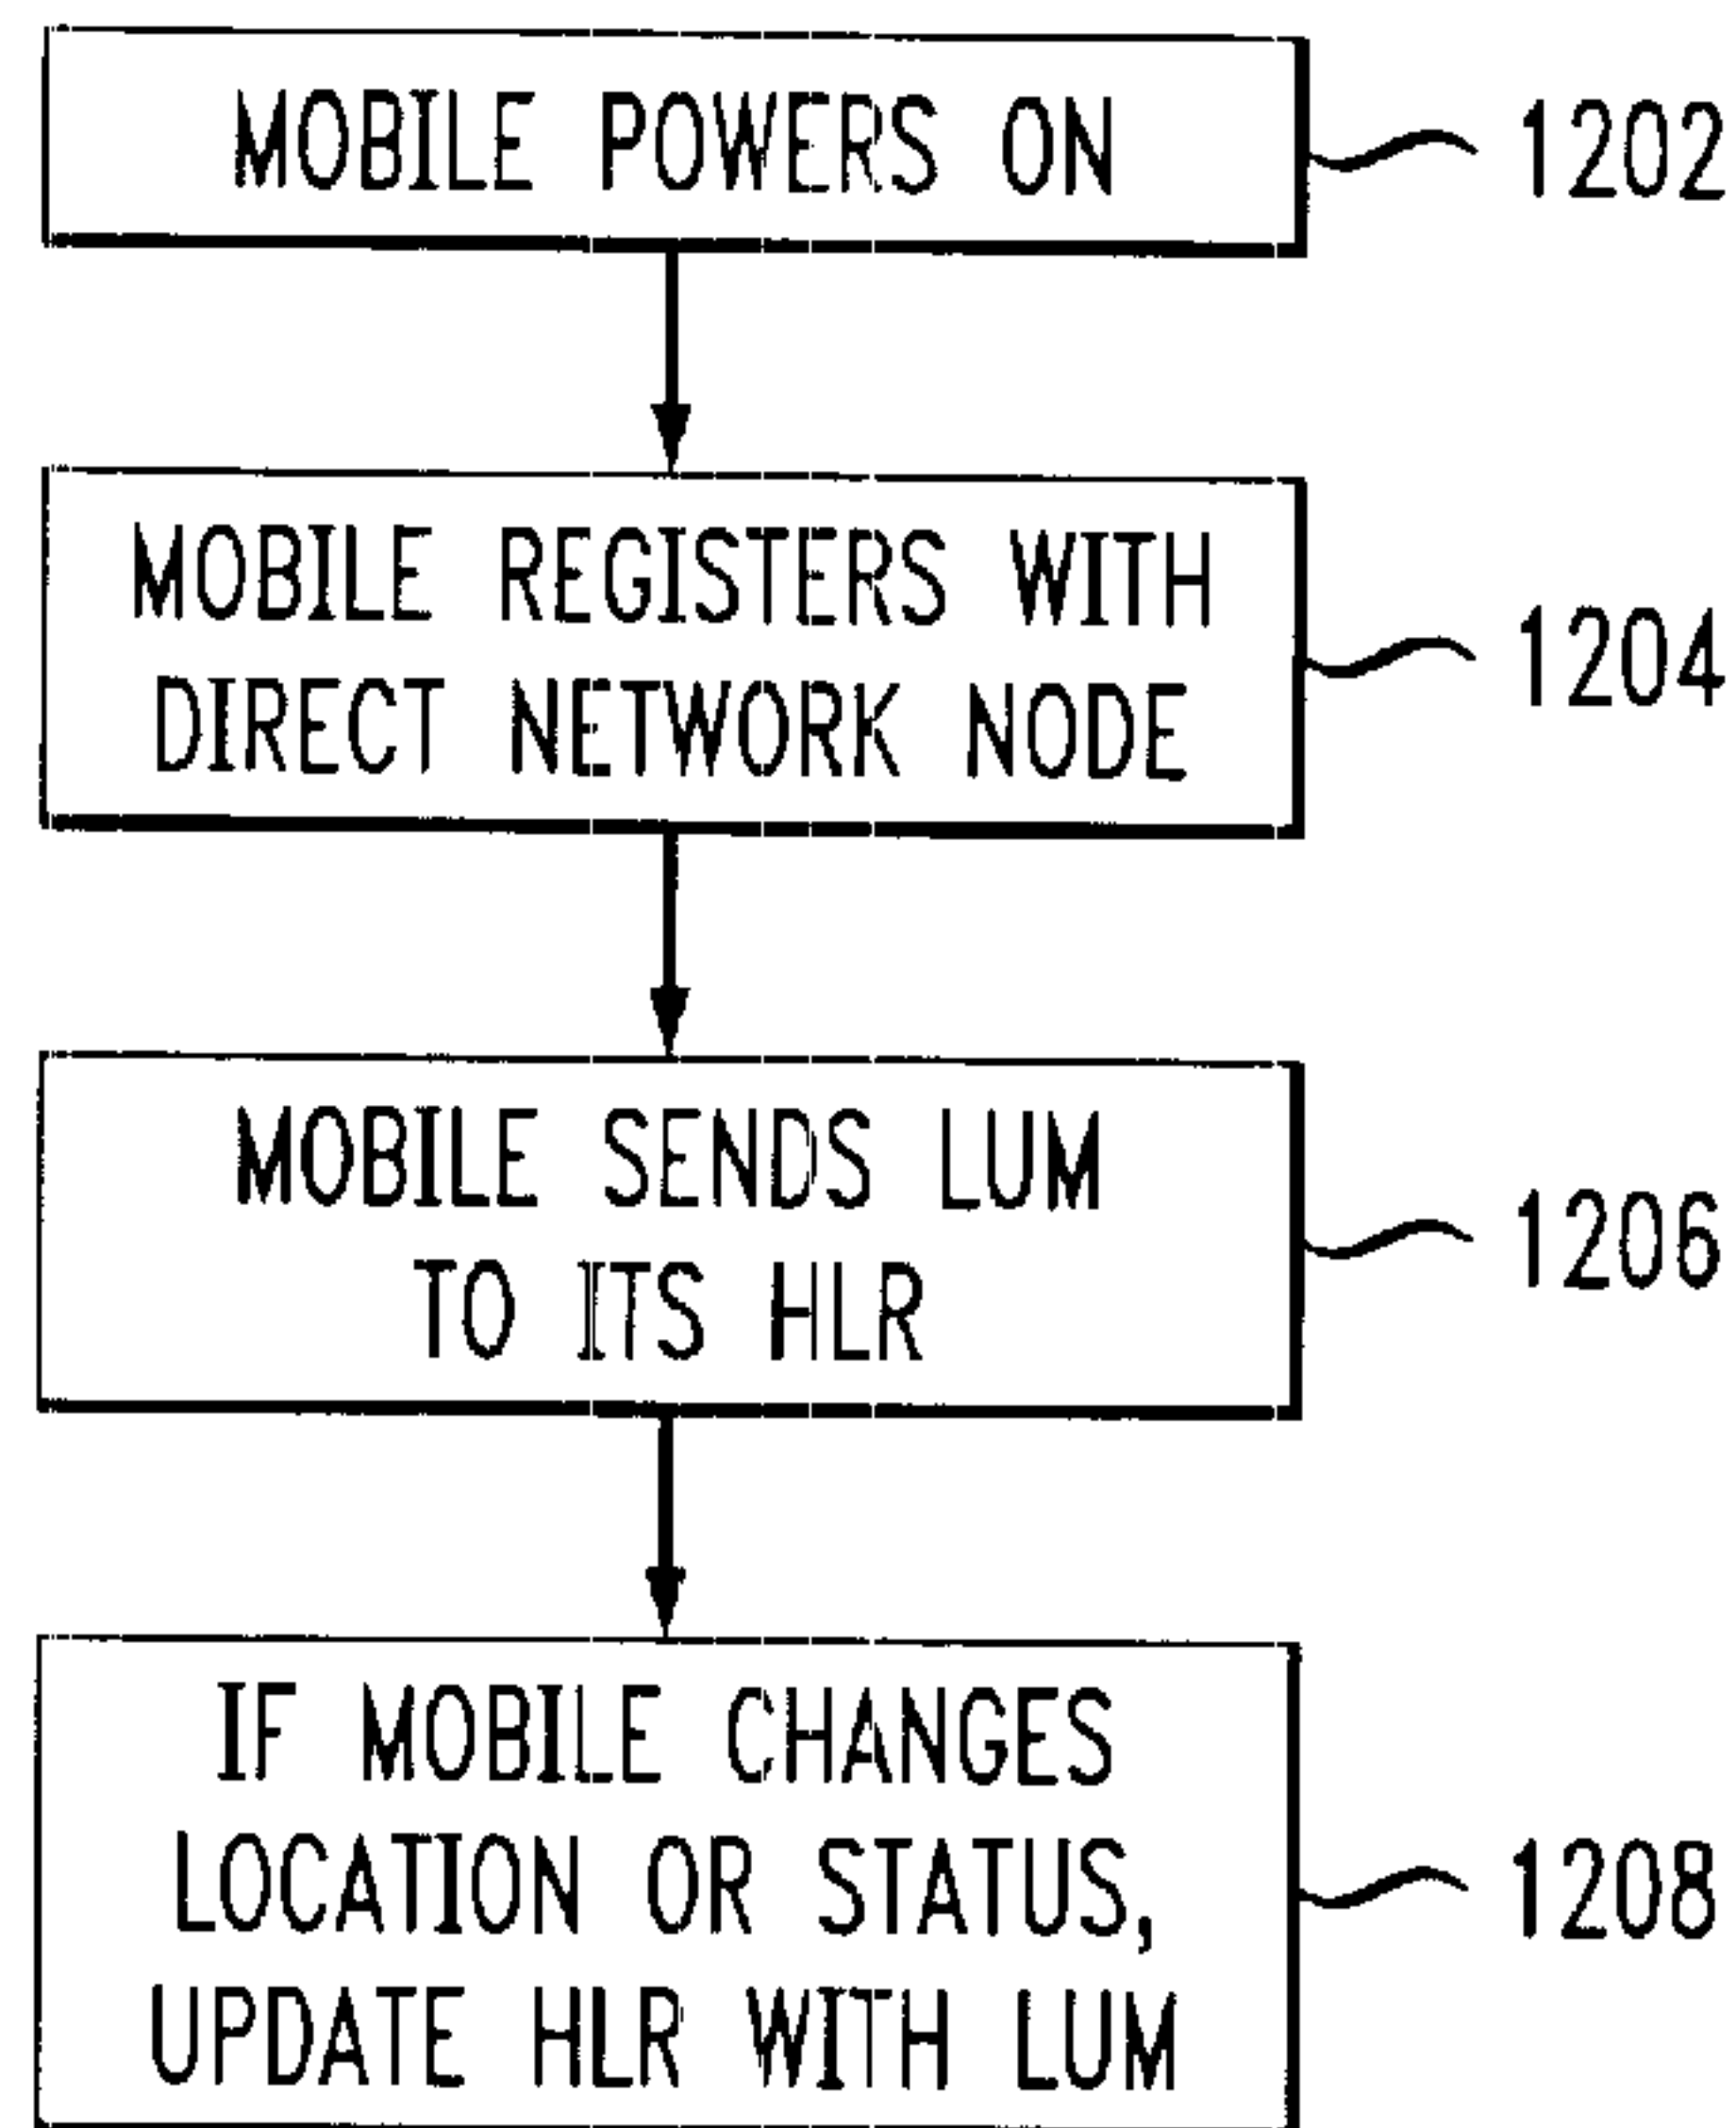 MOBILE POWERS ON
1202
MOBILE REGISTERS WITH
DIRECT NETWORK NODE
1204
MOBILE SENDS LUM
TO ITS HLR
1206
IF MOBILE CHANGES
LOCATION OR STATUS,
UPDATE HLR WITH LUM
1208